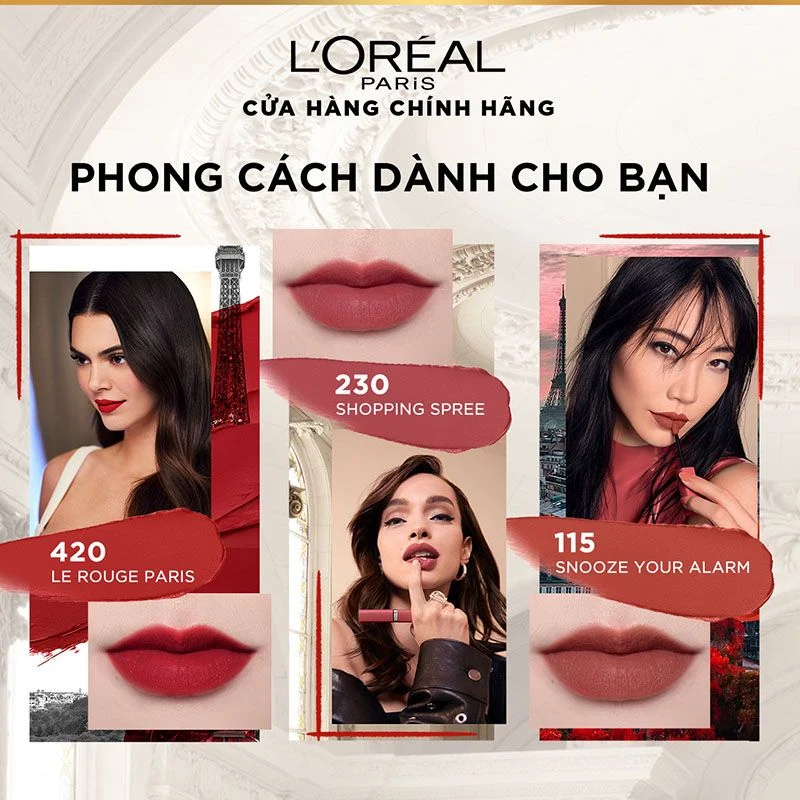 L'ORÉAL
PARiS
CỬA HÀNG CHÍNH HÃNG
PHONG CÁCH DÀNH CHO BẠN
230
SHOPPING SPREE
420
LE ROUGE PARIS
115
SNOOZE YOUR ALARM